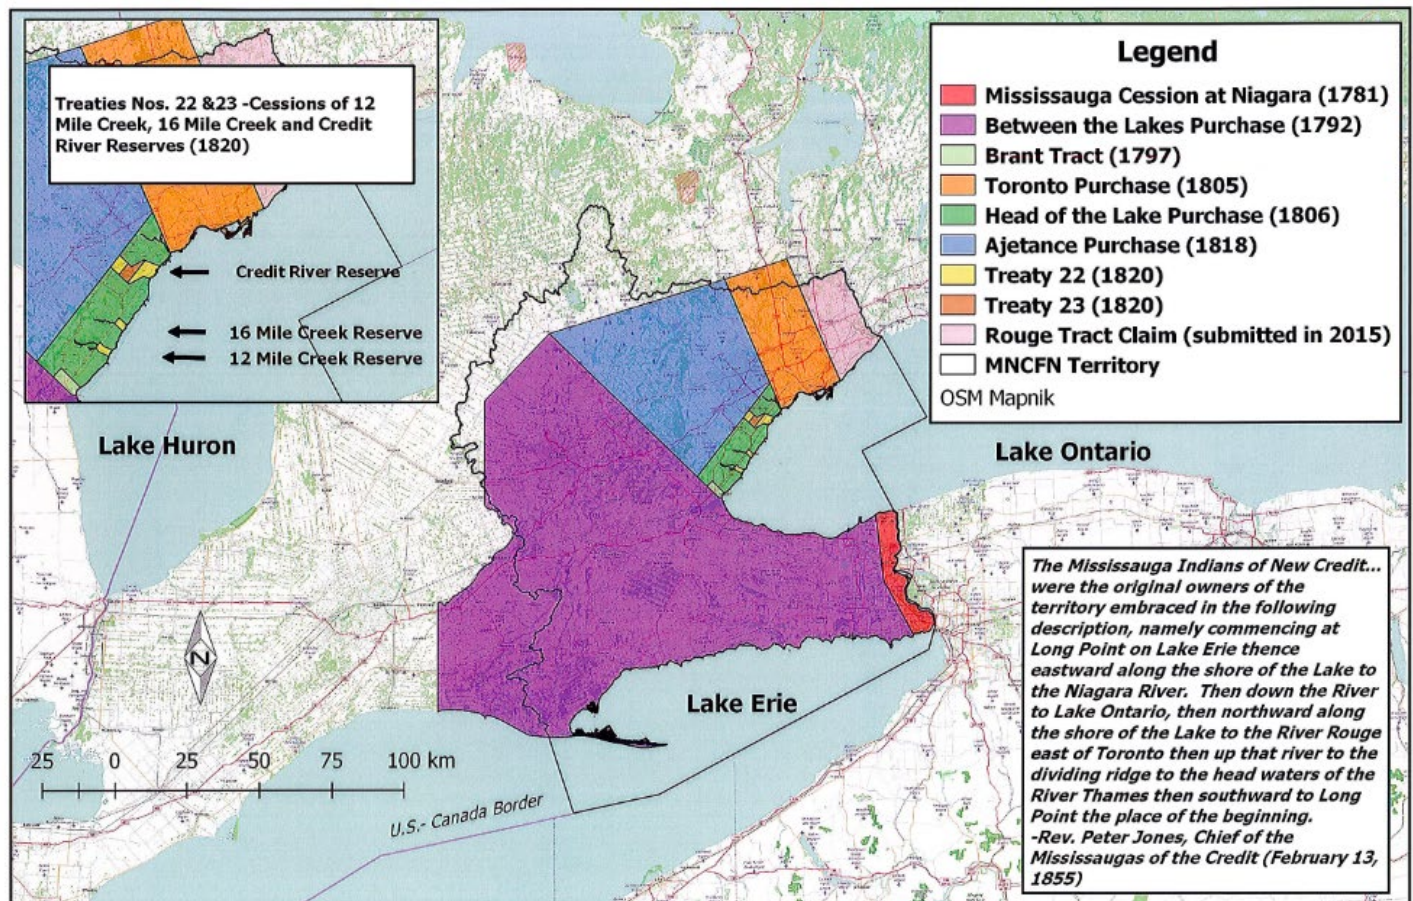 Treaties Nos. 22 &23 -Cessions of 12
Mile Creek, 16 Mile Creek and Credit
River Reserves (1820)
Credit River Reserve
16 Mile Creek Reserve
12 Mile Creek Reserve
Legend
Mississauga Cession at Niagara (1781)
Between the Lakes Purchase (1792)
Brant Tract (1797)
Toronto Purchase (1805)
Head of the Lake Purchase (1806)
Ajetance Purchase (1818)
Treaty 22 (1820)
Treaty 23 (1820)
Rouge Tract Claim (submitted in 2015)
MNCFN Territory
OSM Mapnik
Lake Huron
Lake Ontario
Lake Erie
N
25 0 25 50 75 100 km
U.S.- Canada Border
The Mississauga Indians of New Credit...
were the original owners of the
territory embraced in the following
description, namely commencing at
Long Point on Lake Erie thence
eastward along the shore of the Lake to
the Niagara River. Then down the River
to Lake Ontario, then northward along
the shore of the Lake to the River Rouge
east of Toronto then up that river to the
dividing ridge to the head waters of the
River Thames then southward to Long
Point the place of the beginning.
-Rev. Peter Jones, Chief of the
Mississaugas of the Credit (February 13,
1855)